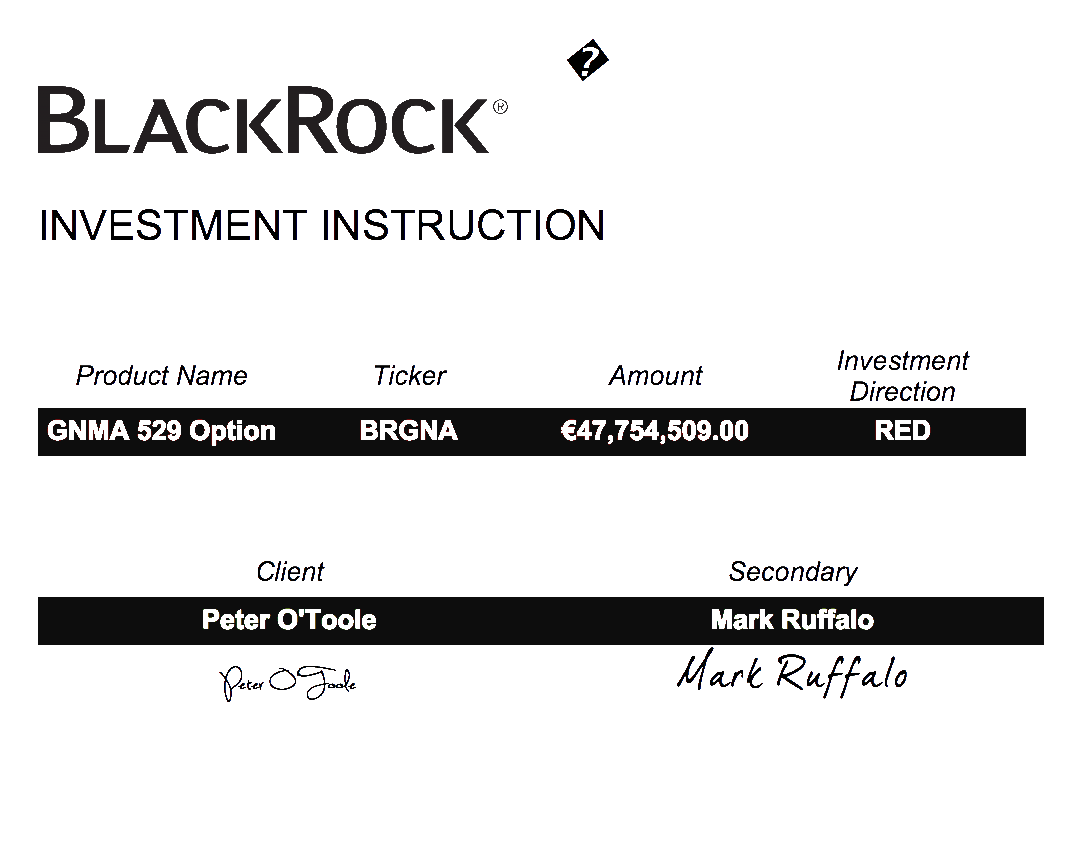 �
BLACKROCK®
INVESTMENT INSTRUCTION
Product Name Ticker Amount Investment Direction
GNMA 529 Option BRGNA €47,754,509.00 RED
Client Secondary
Peter O'Toole Mark Ruffalo
Peter O Toole Mark Ruffalo